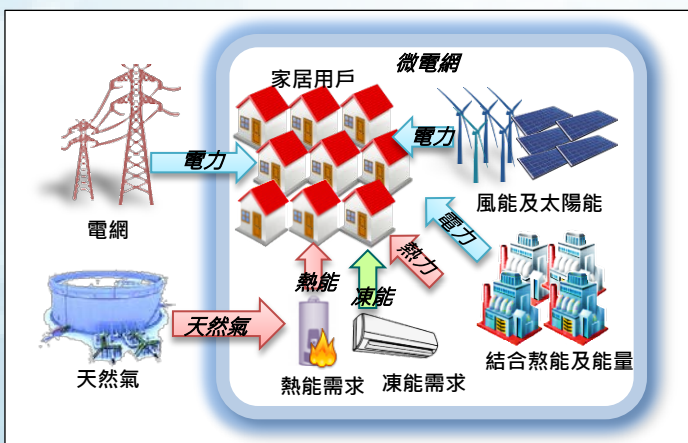 微電網
家居用戶
電力
電力
電網
風能及太陽能
電力
熱力
熱能
凍能
天然氣
天然氣
熱能需求
凍能需求
結合熱能及能量